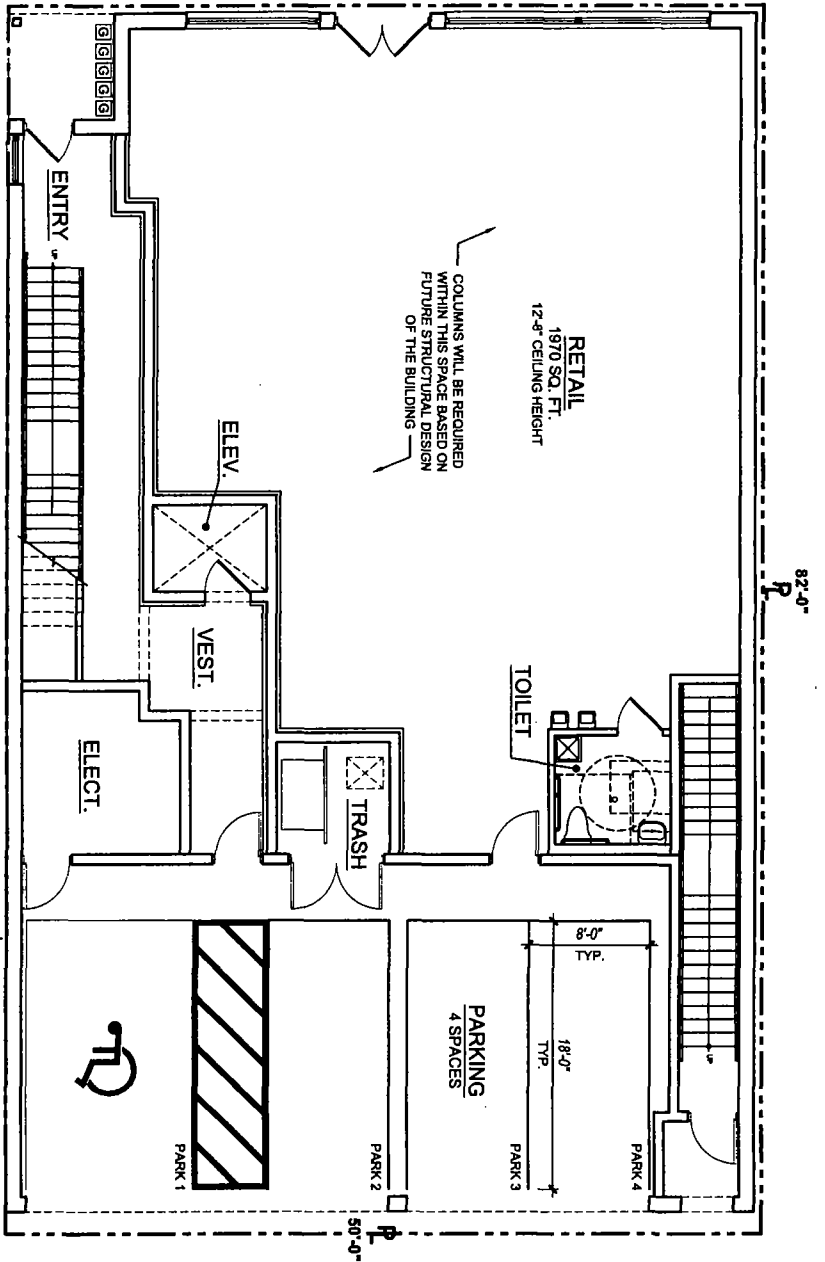 82'-0"
PL
G
G
G
G
G
ENTRY
UP
COLUMNS WILL BE REQUIRED
WITHIN THIS SPACE BASED ON
FUTURE STRUCTURAL DESIGN
OF THE BUILDING
RETAIL
1970 SQ. FT.
12'-8" CEILING HEIGHT
ELEV.
VEST.
TOILET
ELECT.
TRASH
UP
8'-0"
TYP.
18'-0"
TYP.
PARKING
4 SPACES
PARK 1
PARK 2
PARK 3
PARK 4
50'-0"
PL